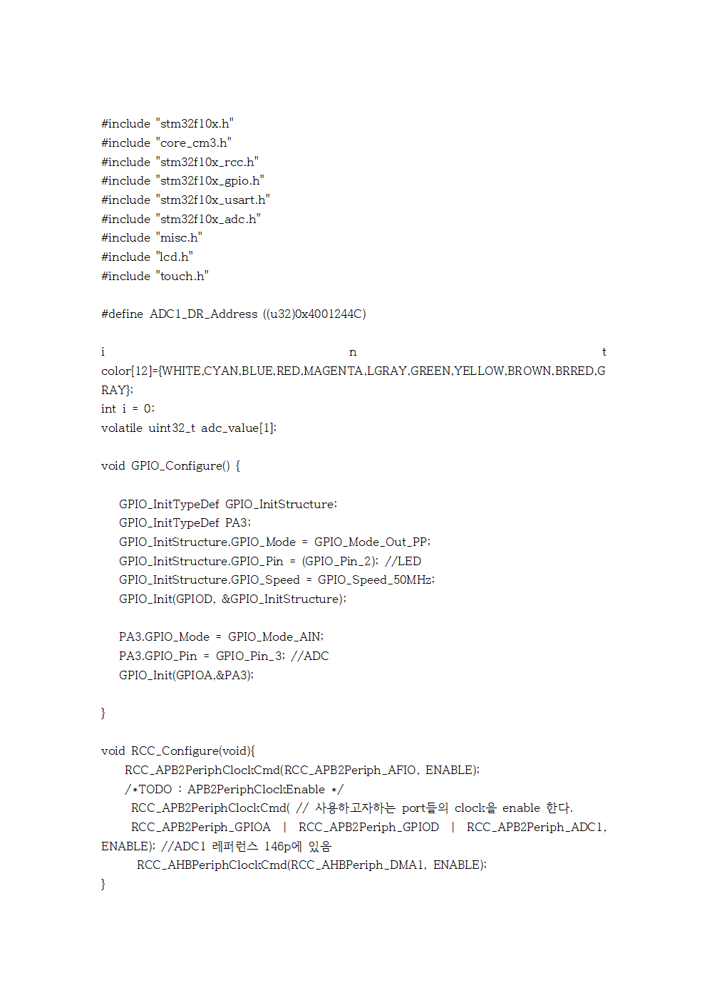 #include "stm32f10x.h"
#include "core_cm3.h"
#include "stm32f10x_rcc.h"
#include "stm32f10x_gpio.h"
#include "stm32f10x_usart.h"
#include "stm32f10x_adc.h"
#include "misc.h"
#include "lcd.h"
#include "touch.h"
#define ADC1_DR_Address ((u32)0x4001244C)
i n t
color[12]={WHITE,CYAN,BLUE,RED,MAGENTA,LGRAY,GREEN,YELLOW,BROWN,BRRED,G
RAY};
int i = 0;
volatile uint32_t adc_value[1];
void GPIO_Configure() {
GPIO_InitTypeDef GPIO_InitStructure;
GPIO_InitTypeDef PA3;
GPIO_InitStructure.GPIO_Mode = GPIO_Mode_Out_PP;
GPIO_InitStructure.GPIO_Pin = (GPIO_Pin_2); //LED
GPIO_InitStructure.GPIO_Speed = GPIO_Speed_50MHz;
GPIO_Init(GPIOD, &GPIO_InitStructure);
PA3.GPIO_Mode = GPIO_Mode_AIN;
PA3.GPIO_Pin = GPIO_Pin_3; //ADC
GPIO_Init(GPIOA,&PA3);
}
void RCC_Configure(void){
RCC_APB2PeriphClockCmd(RCC_APB2Periph_AFIO, ENABLE);
/*TODO : APB2PeriphClockEnable */
RCC_APB2PeriphClockCmd( // 사용하고자하는 port들의 clock을 enable 한다.
RCC_APB2Periph_GPIOA | RCC_APB2Periph_GPIOD | RCC_APB2Periph_ADC1,
ENABLE); //ADC1 레퍼런스 146p에 있음
RCC_AHBPeriphClockCmd(RCC_AHBPeriph_DMA1, ENABLE);
}